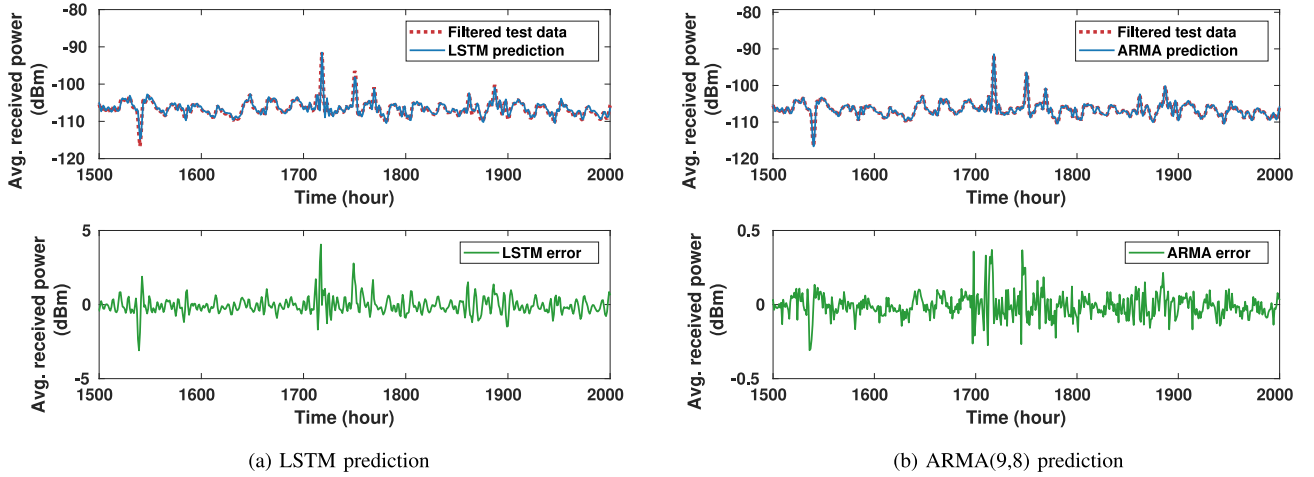 Avg. received power
(dBm)
-80
-90
-100
-110
-120
Filtered test data
LSTM prediction
1500
1600
1700
1800
1900
2000
Time (hour)
Avg. received power
(dBm)
5
0
-5
LSTM error
1500
1600
1700
1800
1900
2000
Time (hour)
(a) LSTM prediction
Avg. received power
(dBm)
-80
-90
-100
-110
-120
Filtered test data
ARMA prediction
1500
1600
1700
1800
1900
2000
Time (hour)
Avg. received power
(dBm)
0.5
0
-0.5
ARMA error
1500
1600
1700
1800
1900
2000
Time (hour)
(b) ARMA(9,8) prediction